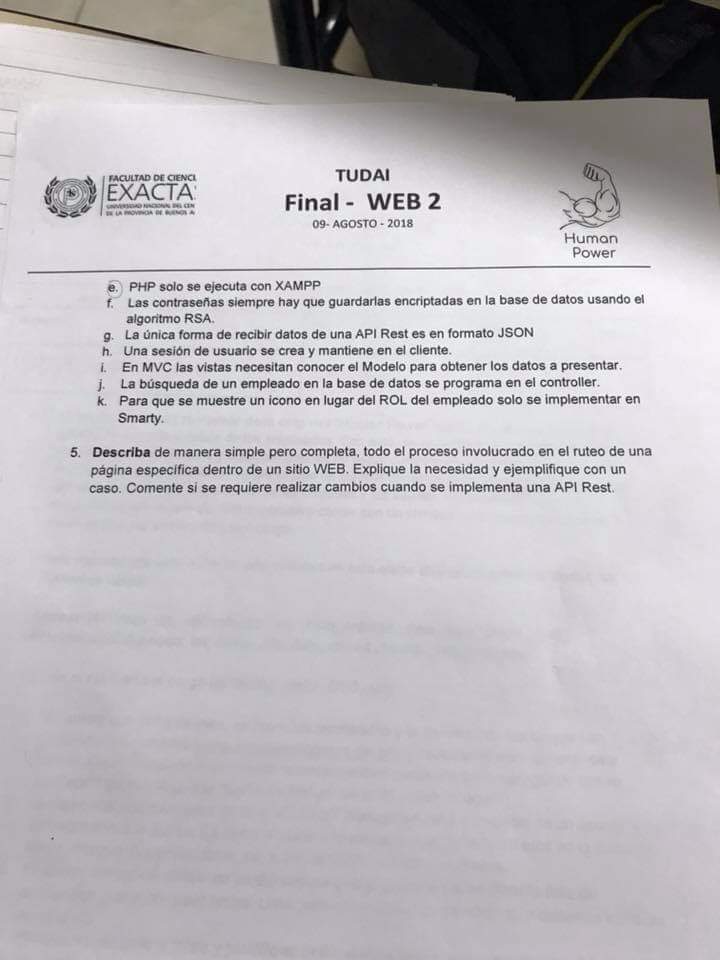 FACULTAD DE CIENCI
EXACTA
UNIVERSIDAD NACIONAL DEL CEN
DE LA PROVINCIA DE BUENOS A
TUDAI
Final - WEB 2
09- AGOSTO - 2018
Human
Power
e. PHP solo se ejecuta con XAMPP
f. Las contraseñas siempre hay que guardarlas encriptadas en la base de datos usando el
algoritmo RSA.
g. La única forma de recibir datos de una API Rest es en formato JSON
h. Una sesión de usuario se crea y mantiene en el cliente.
i. En MVC las vistas necesitan conocer el Modelo para obtener los datos a presentar.
j. La búsqueda de un empleado en la base de datos se programa en el controller.
k. Para que se muestre un icono en lugar del ROL del empleado solo se implementar en
Smarty.
5. Describa de manera simple pero completa, todo el proceso involucrado en el ruteo de una
página específica dentro de un sitio WEB. Explique la necesidad y ejemplifique con un
caso. Comente si se requiere realizar cambios cuando se implementa una API Rest.